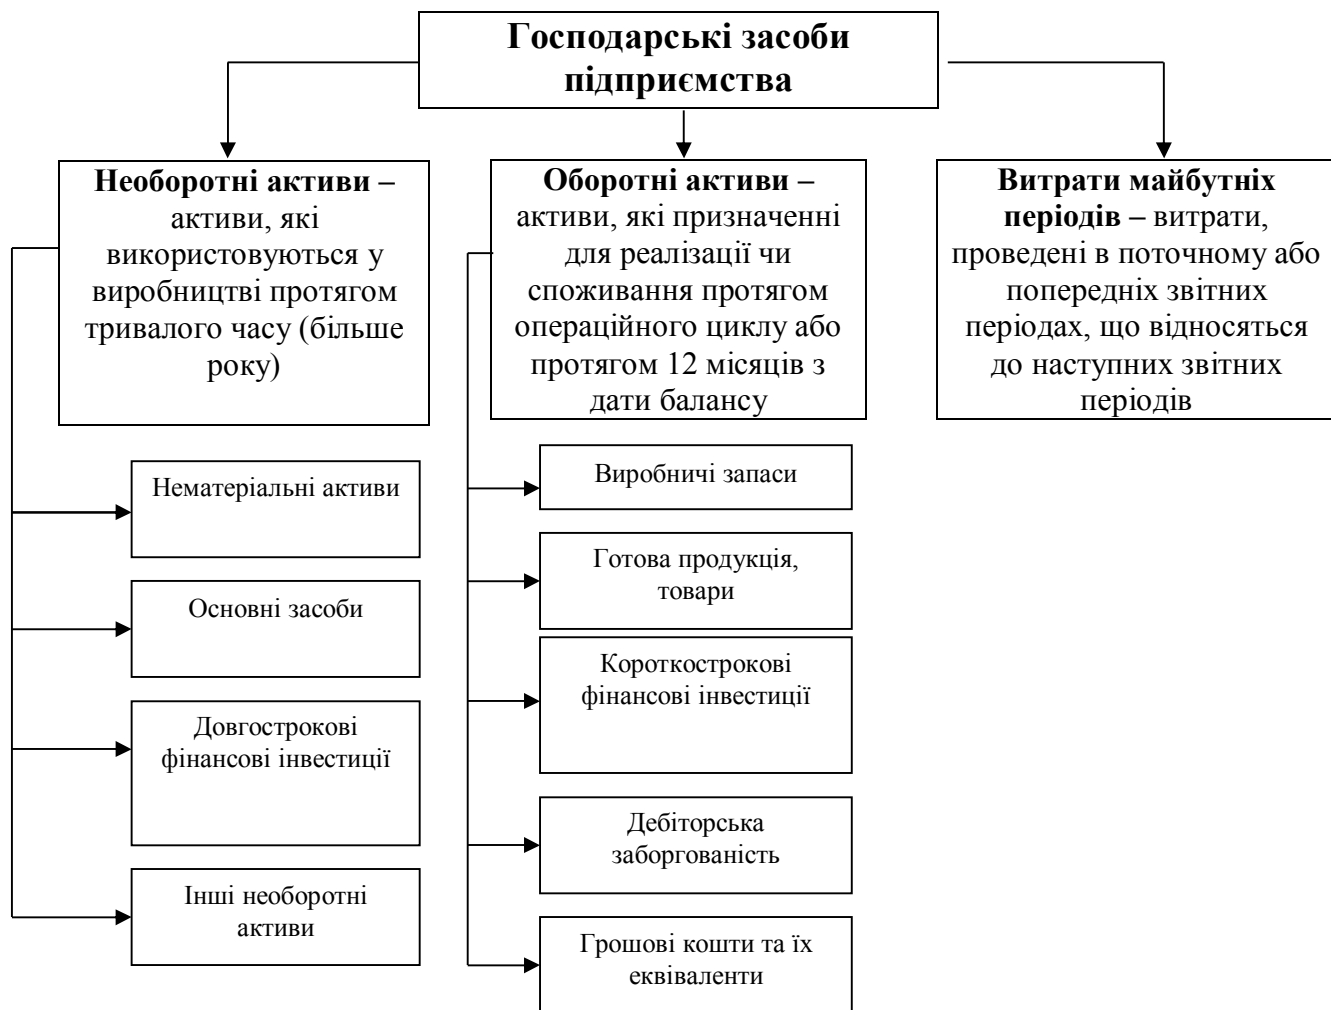 Господарські засоби
підприємства
Необоротні активи –
активи, які
використовуються у
виробництві протягом
тривалого часу (більше
року)
Оборотні активи –
активи, які призначенні
для реалізації чи
споживання протягом
операційного циклу або
протягом 12 місяців з
дати балансу
Витрати майбутніх
періодів – витрати,
проведені в поточному або
попередніх звітних
періодах, що відносяться
до наступних звітних
періодів
Нематеріальні активи
Основні засоби
Довгострокові
фінансові інвестиції
Інші необоротні
активи
Виробничі запаси
Готова продукція,
товари
Короткострокові
фінансові інвестиції
Дебіторська
заборгованість
Грошові кошти та їх
еквіваленти